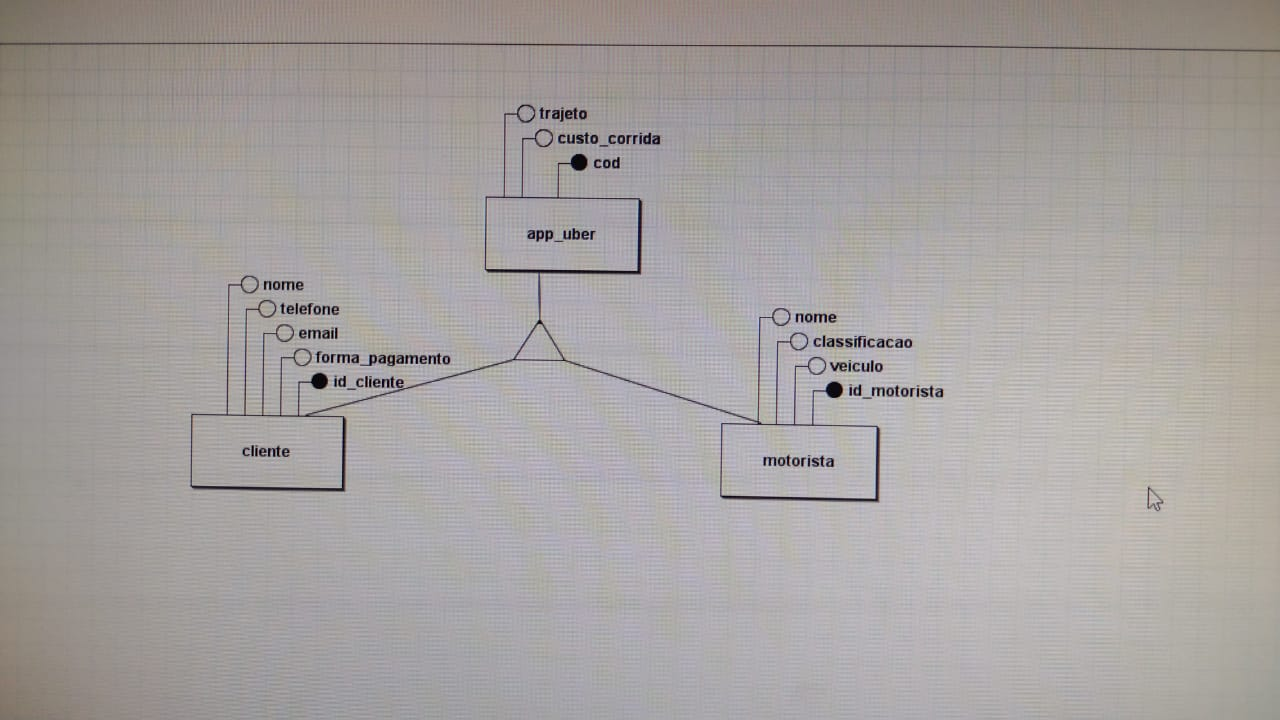 trajeto
custo_corrida
cod
app_uber
nome
telefone
email
forma_pagamento
id_cliente
cliente
nome
classificacao
veiculo
id_motorista
motorista